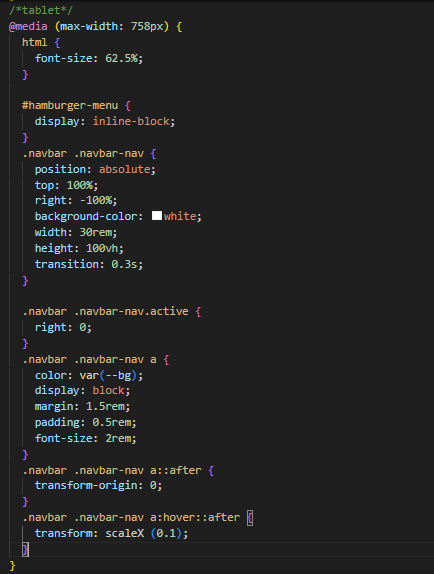 /*tablet*/
@media (max-width: 758px) {
  html {
    font-size: 62.5%;
  }

  #hamburger-menu {
    display: inline-block;
  }
  .navbar .navbar-nav {
    position: absolute;
    top: 100%;
    right: -100%;
    background-color: white;
    width: 30rem;
    height: 100vh;
    transition: 0.3s;
  }

  .navbar .navbar-nav.active {
    right: 0;
  }
  .navbar .navbar-nav a {
    color: var(--bg);
    display: block;
    margin: 1.5rem;
    padding: 0.5rem;
    font-size: 2rem;
  }
  .navbar .navbar-nav a::after {
    transform-origin: 0;
  }
  .navbar .navbar-nav a:hover::after {
    transform: scaleX (0.1);
  }
}